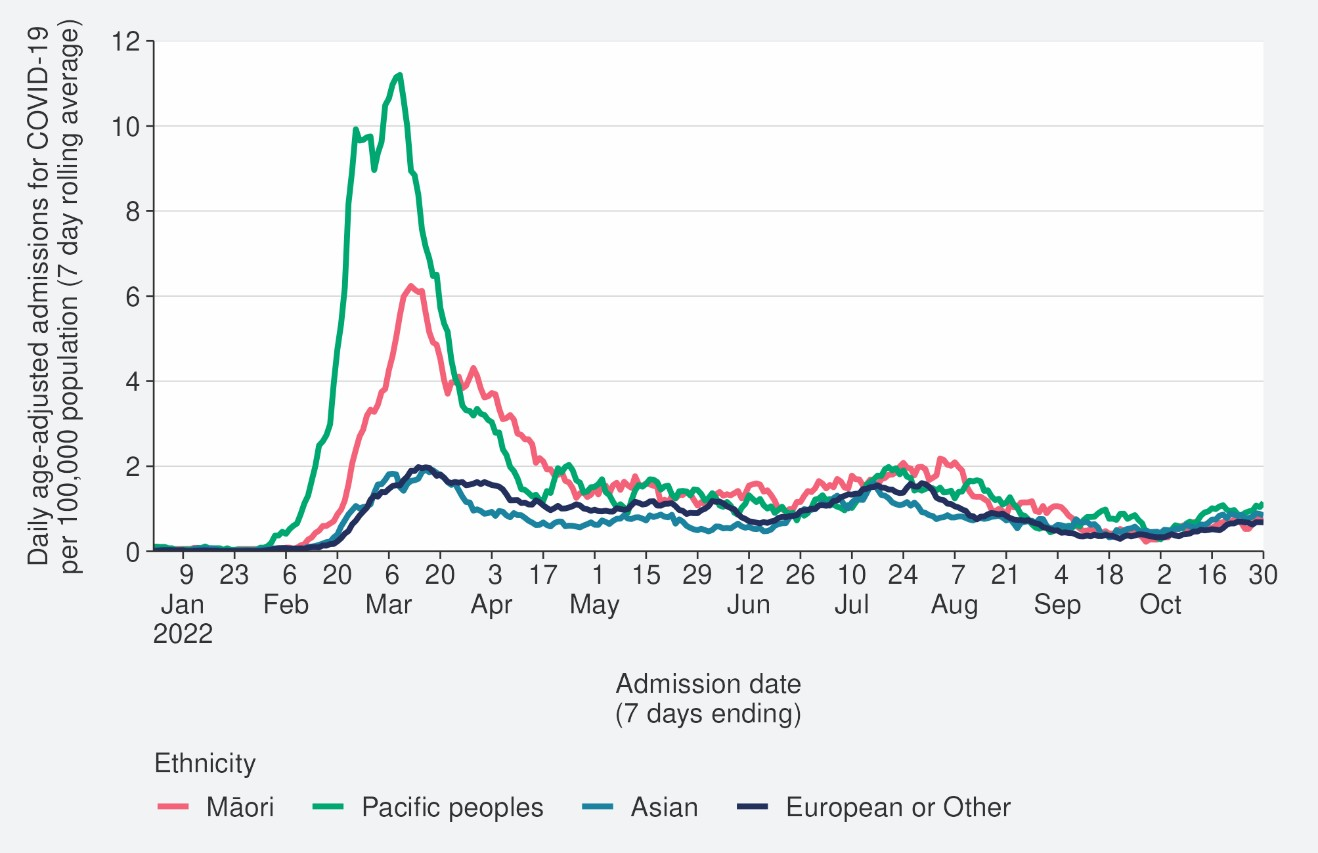 Daily age-adjusted admissions for COVID-19
per 100,000 population (7 day rolling average)
12
10
8
6
4
2
0
9 23 6 20 6 20 3 17 1 15 29 12 26 10 24 7 21 4 18 2 16 30
Jan Feb Mar Apr May Jun Jul Aug Sep Oct
2022
Admission date
(7 days ending)
Ethnicity
Māori Pacific peoples Asian European or Other